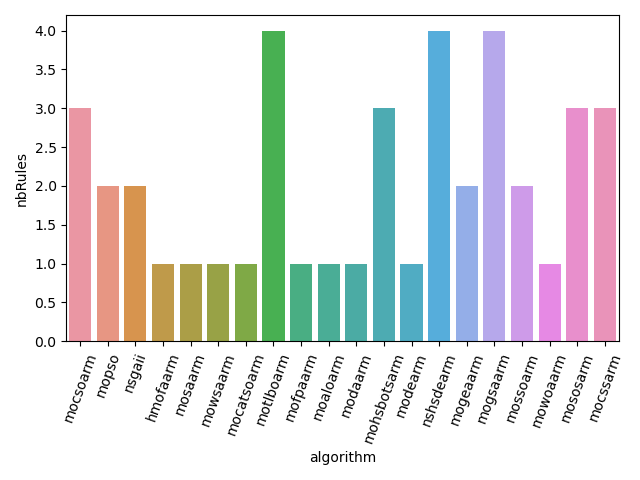 4.0
3.5
3.0
2.5
2.0
1.5
1.0
0.5
0.0
nbRules
mocsoarm
mopso
nsgaii
hmofaarm
mosaarm
mowsaarm
mocatsoarm
motlboarm
mofpaarm
moaloarm
modaarm
mohsbotsarm
modearm
nshsdearm
mogeaarm
mogsaarm
mossoarm
mowoaarm
mososarm
mocssarm
algorithm